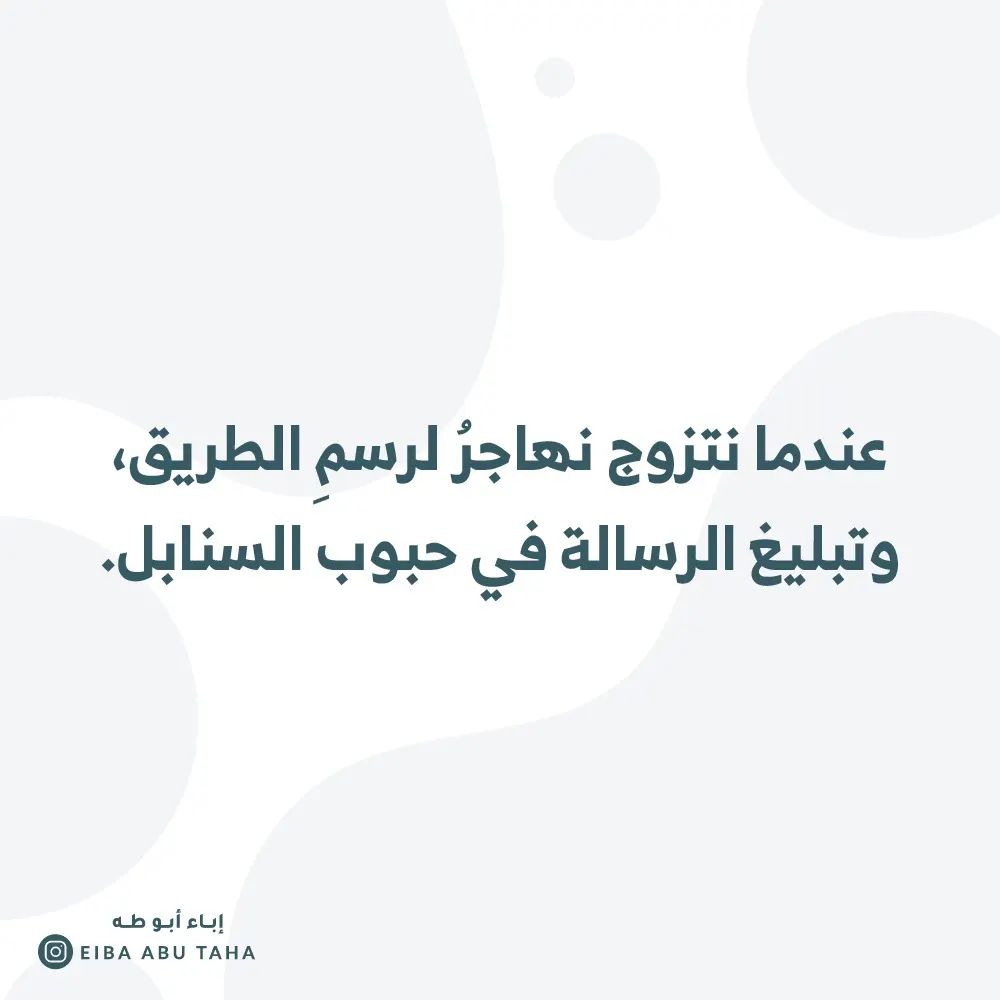 عندما نتزوج نهاجرُ لرسمِ الطريق،
وتبليغ الرسالة في حبوب السنابل.
إباء أبو طه
EIBA ABU TAHA